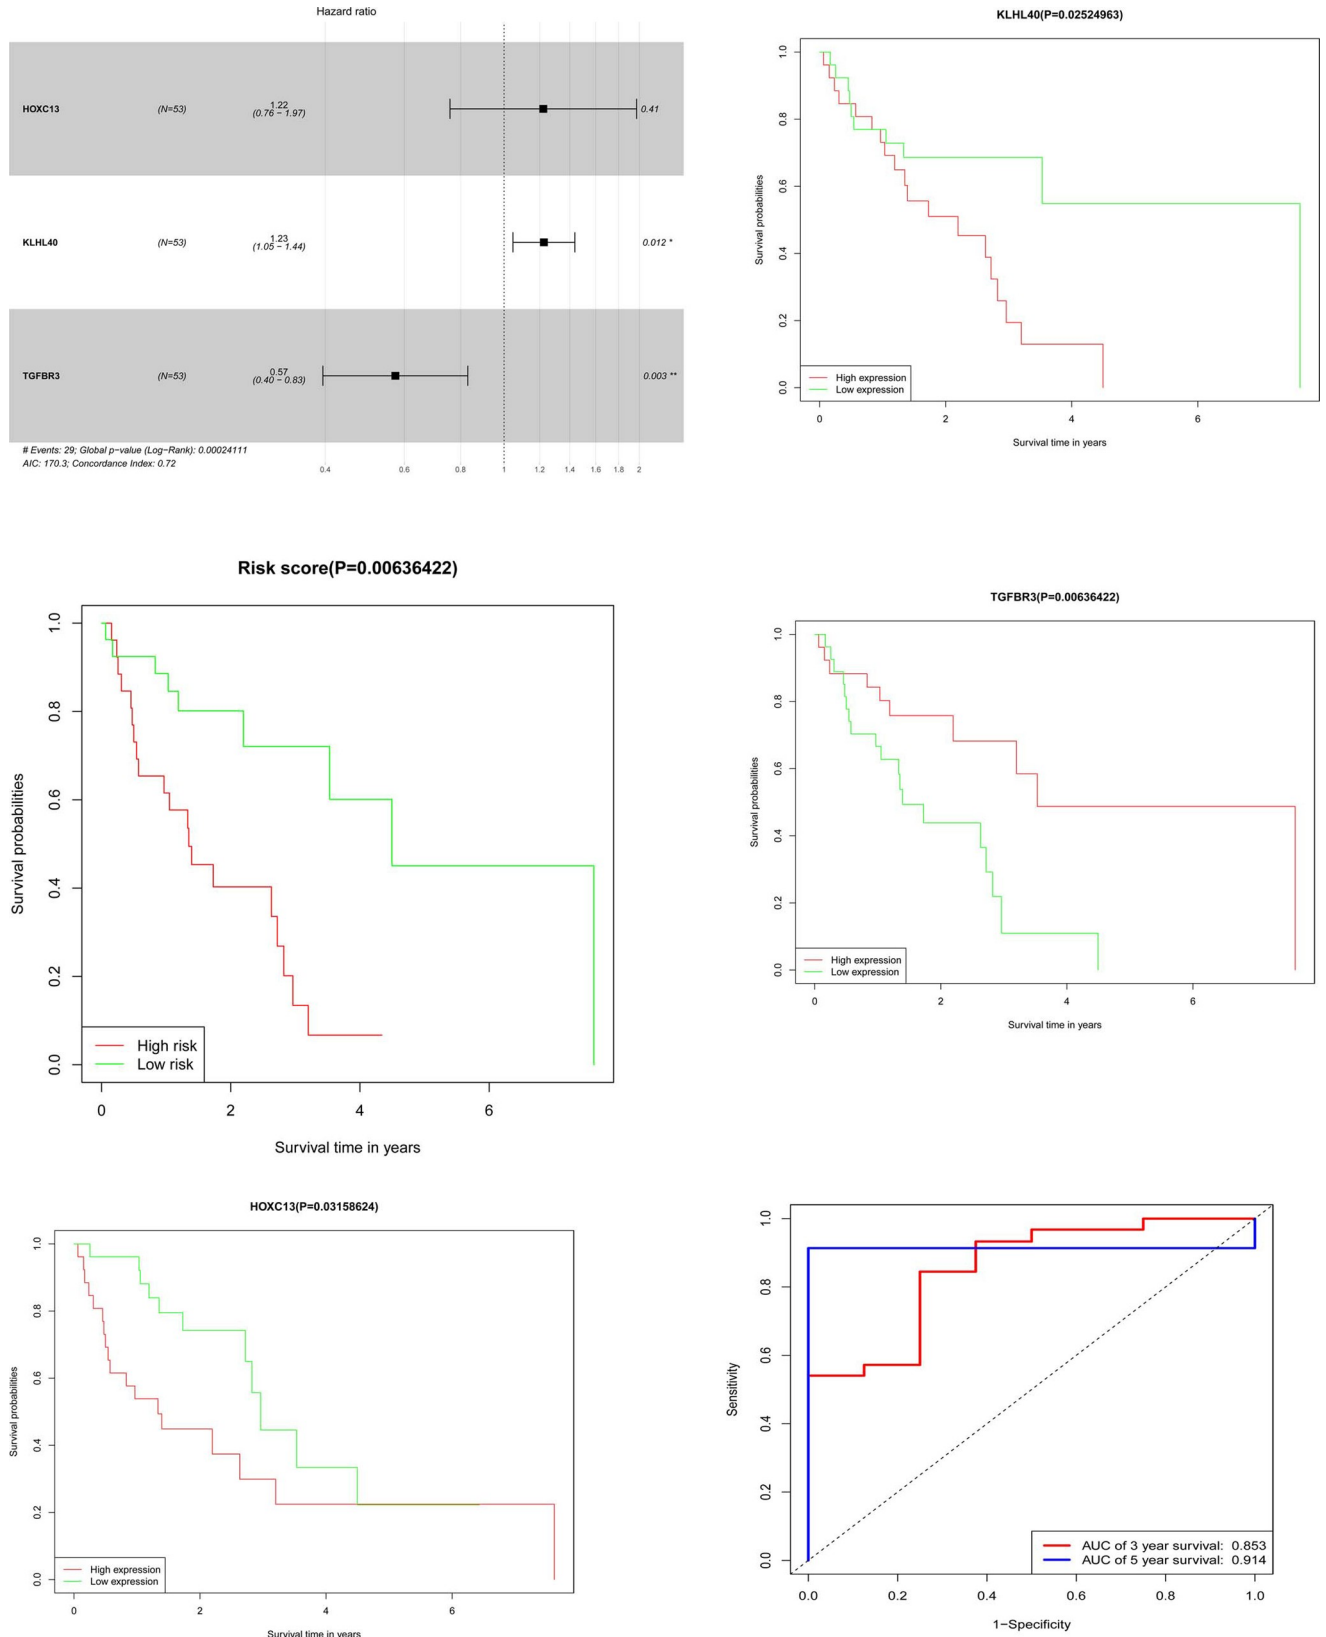 Hazard ratio
HOXC13 (N=53) 1.22 0.41
(0.76 − 1.97)
KLHL40 (N=53) 1.23 0.012 *
(1.05 − 1.44)
TGFBR3 (N=53) 0.57 0.003 **
(0.40 − 0.83)
# Events: 29; Global p−value (Log−Rank): 0.00024111
AIC: 170.3; Concordance Index: 0.72
0.4 0.6 0.8 1 1.2 1.4 1.6 1.8 2
KLHL40(P=0.02524963)
Survival probabilities
1.0
0.8
0.6
0.4
0.2
0.0
High expression
Low expression
0 2 4 6
Survival time in years
Risk score(P=0.00636422)
Survival probabilities
1.0
0.8
0.6
0.4
0.2
0.0
High risk
Low risk
0 2 4 6
Survival time in years
TGFBR3(P=0.00636422)
Survival probabilities
1.0
0.8
0.6
0.4
0.2
0.0
High expression
Low expression
0 2 4 6
Survival time in years
HOXC13(P=0.03158624)
Survival probabilities
1.0
0.8
0.6
0.4
0.2
0.0
High expression
Low expression
0 2 4 6
Survival time in years
Sensitivity
1.0
0.8
0.6
0.4
0.2
0.0
AUC of 3 year survival: 0.853
AUC of 5 year survival: 0.914
0.0 0.2 0.4 0.6 0.8 1.0
1−Specificity